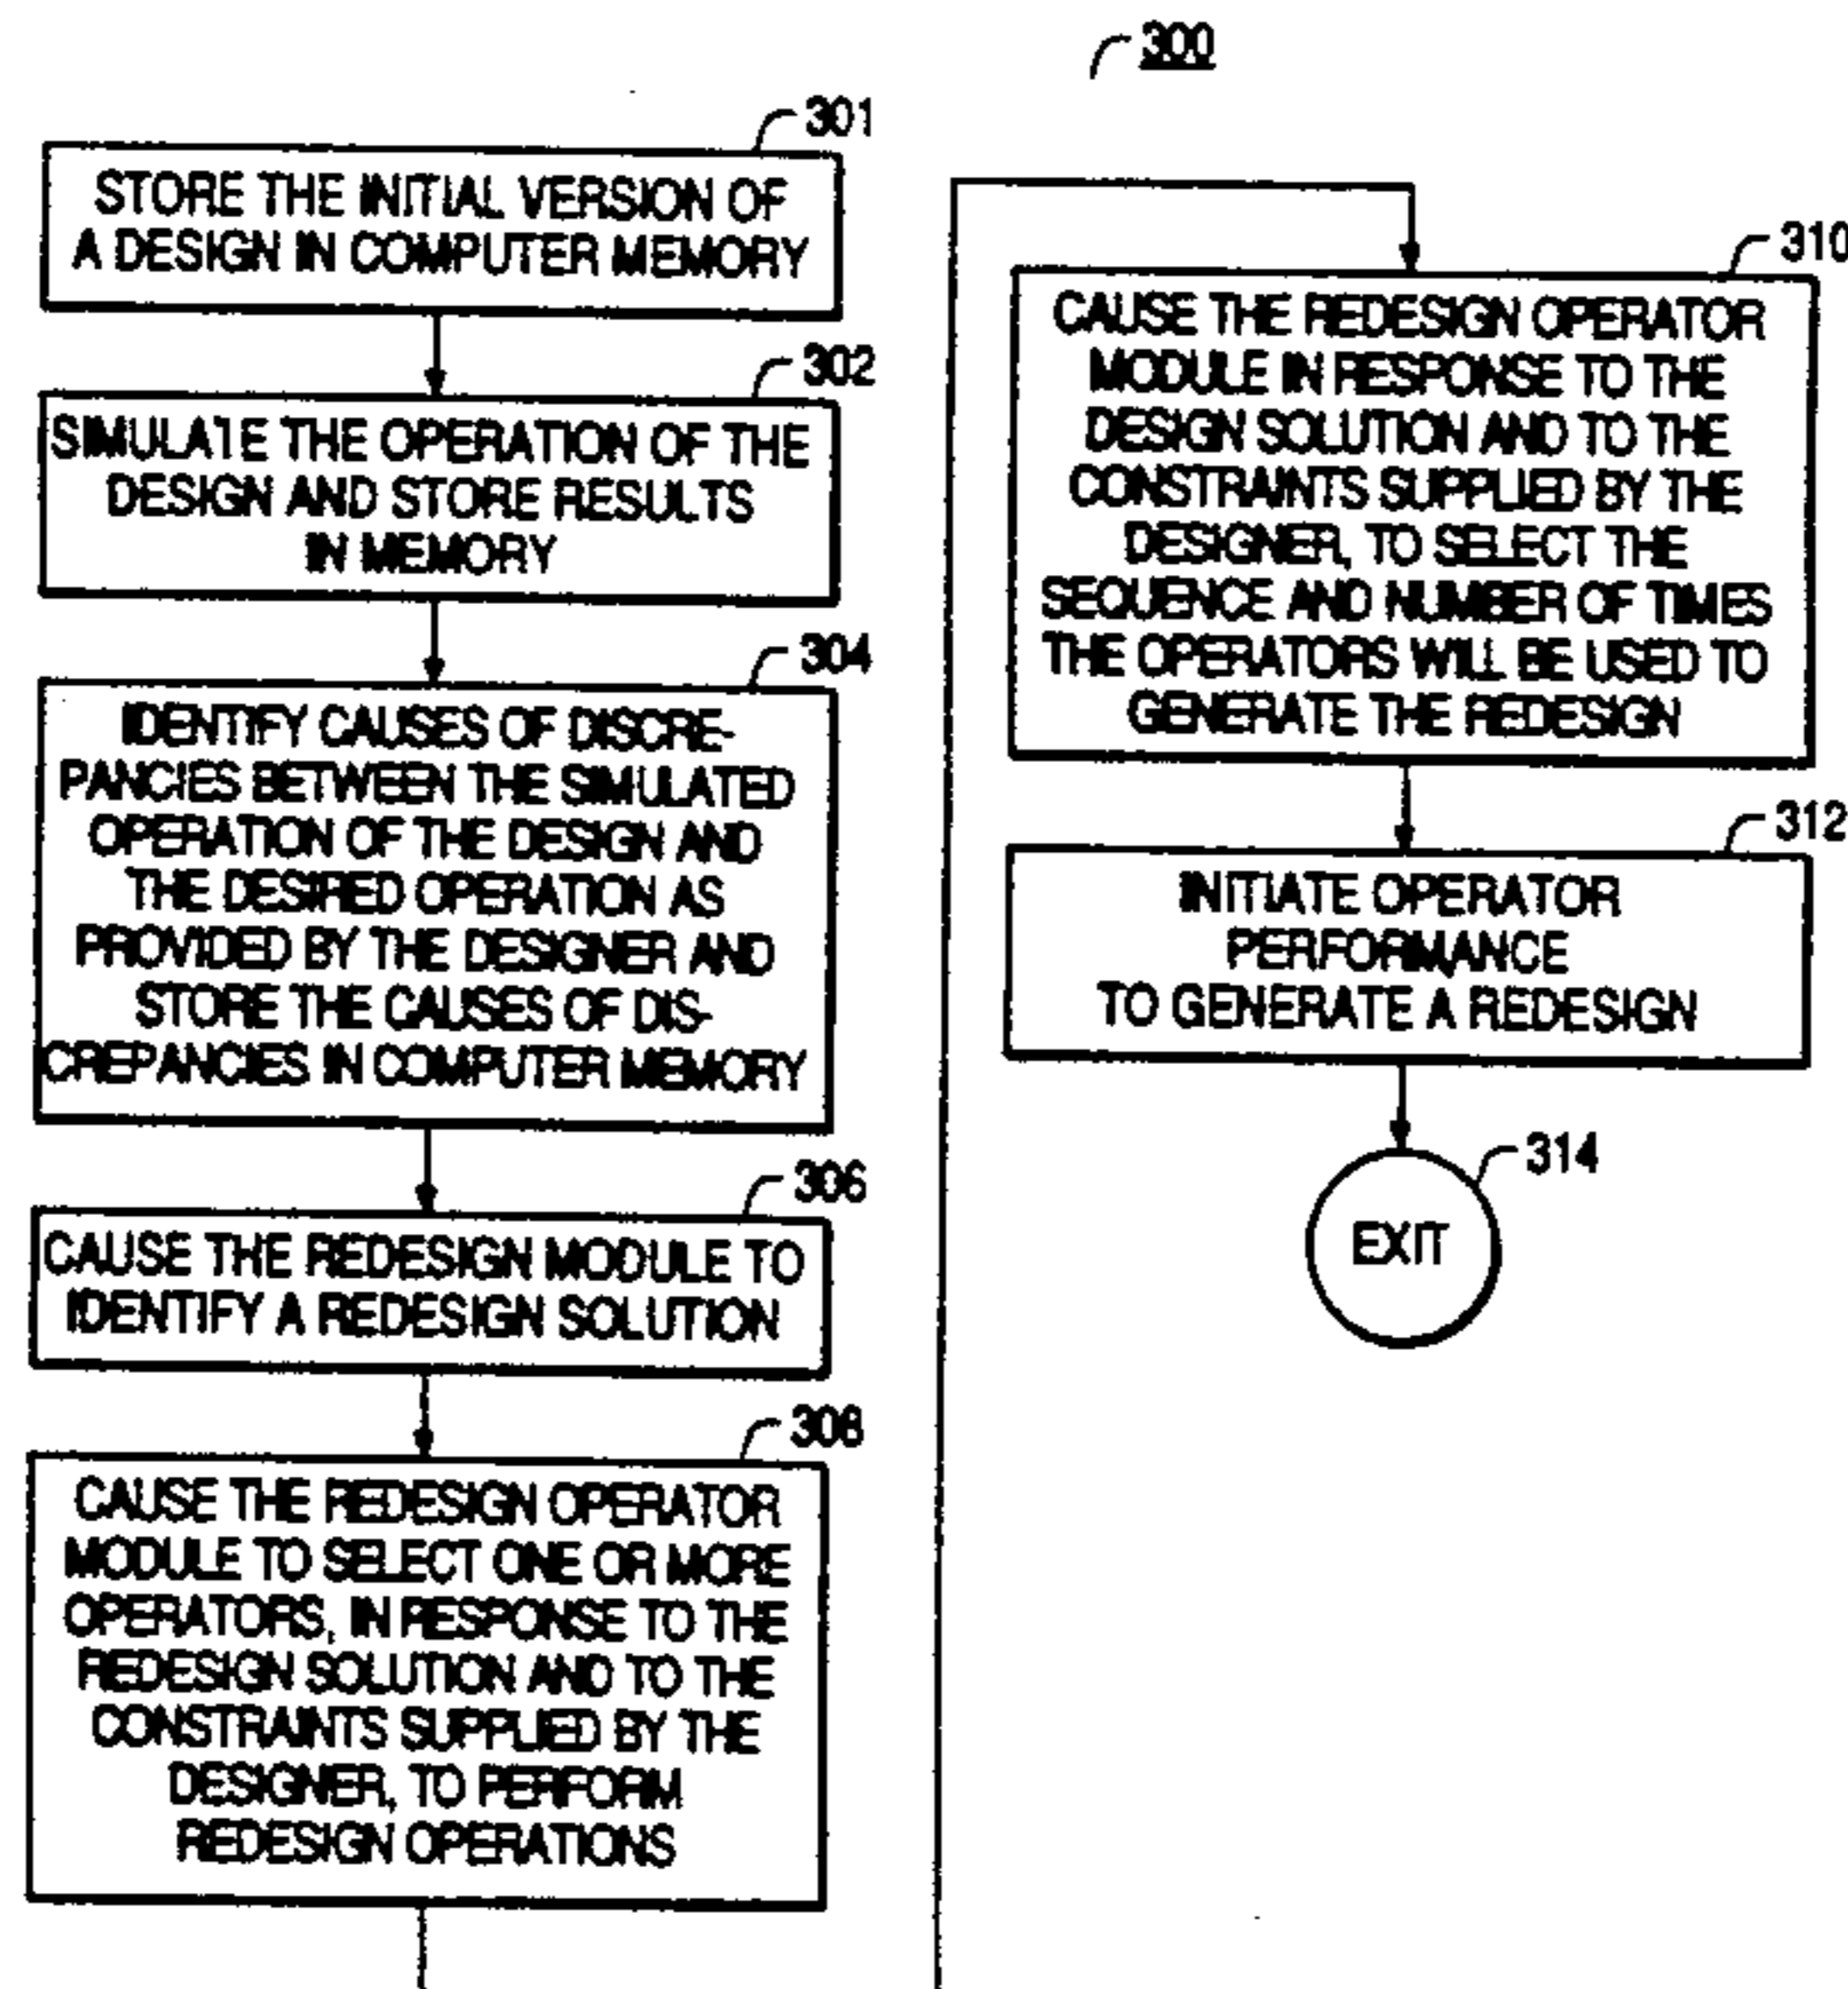 300
301
STORE THE INITIAL VERSION OF
A DESIGN IN COMPUTER MEMORY
302
SIMULATE THE OPERATION OF THE
DESIGN AND STORE RESULTS
IN MEMORY
304
IDENTIFY CAUSES OF DISCRE-
PANCIES BETWEEN THE SIMULATED
OPERATION OF THE DESIGN AND
THE DESIRED OPERATION AS
PROVIDED BY THE DESIGNER AND
STORE THE CAUSES OF DIS-
CREPANCIES IN COMPUTER MEMORY
306
CAUSE THE REDESIGN MODULE TO
IDENTIFY A REDESIGN SOLUTION
308
CAUSE THE REDESIGN OPERATOR
MODULE TO SELECT ONE OR MORE
OPERATORS, IN RESPONSE TO THE
REDESIGN SOLUTION AND TO THE
CONSTRAINTS SUPPLIED BY THE
DESIGNER, TO PERFORM
REDESIGN OPERATIONS
310
CAUSE THE REDESIGN OPERATOR
MODULE IN RESPONSE TO THE
DESIGN SOLUTION AND TO THE
CONSTRAINTS SUPPLIED BY THE
DESIGNER, TO SELECT THE
SEQUENCE AND NUMBER OF TIMES
THE OPERATORS WILL BE USED TO
GENERATE THE REDESIGN
312
INITIATE OPERATOR
PERFORMANCE
TO GENERATE A REDESIGN
314
EXIT